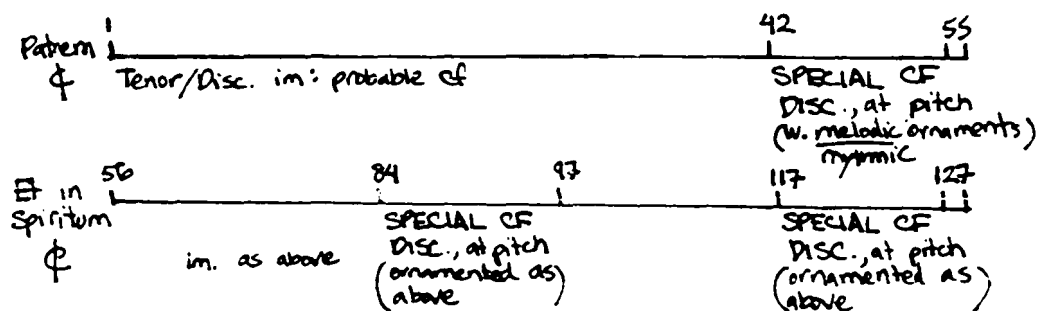 1 42 55
Patrem
¢ Tenor/Disc. im: probable cf
SPECIAL CF
DISC., at pitch
(w. melodic ornaments)
rhythmic
56 84 97 117 127
Et in
Spiritum
¢ im. as above
SPECIAL CF
DISC., at pitch
(ornamented as
above)
SPECIAL CF
DISC., at pitch
(ornamented as
above)